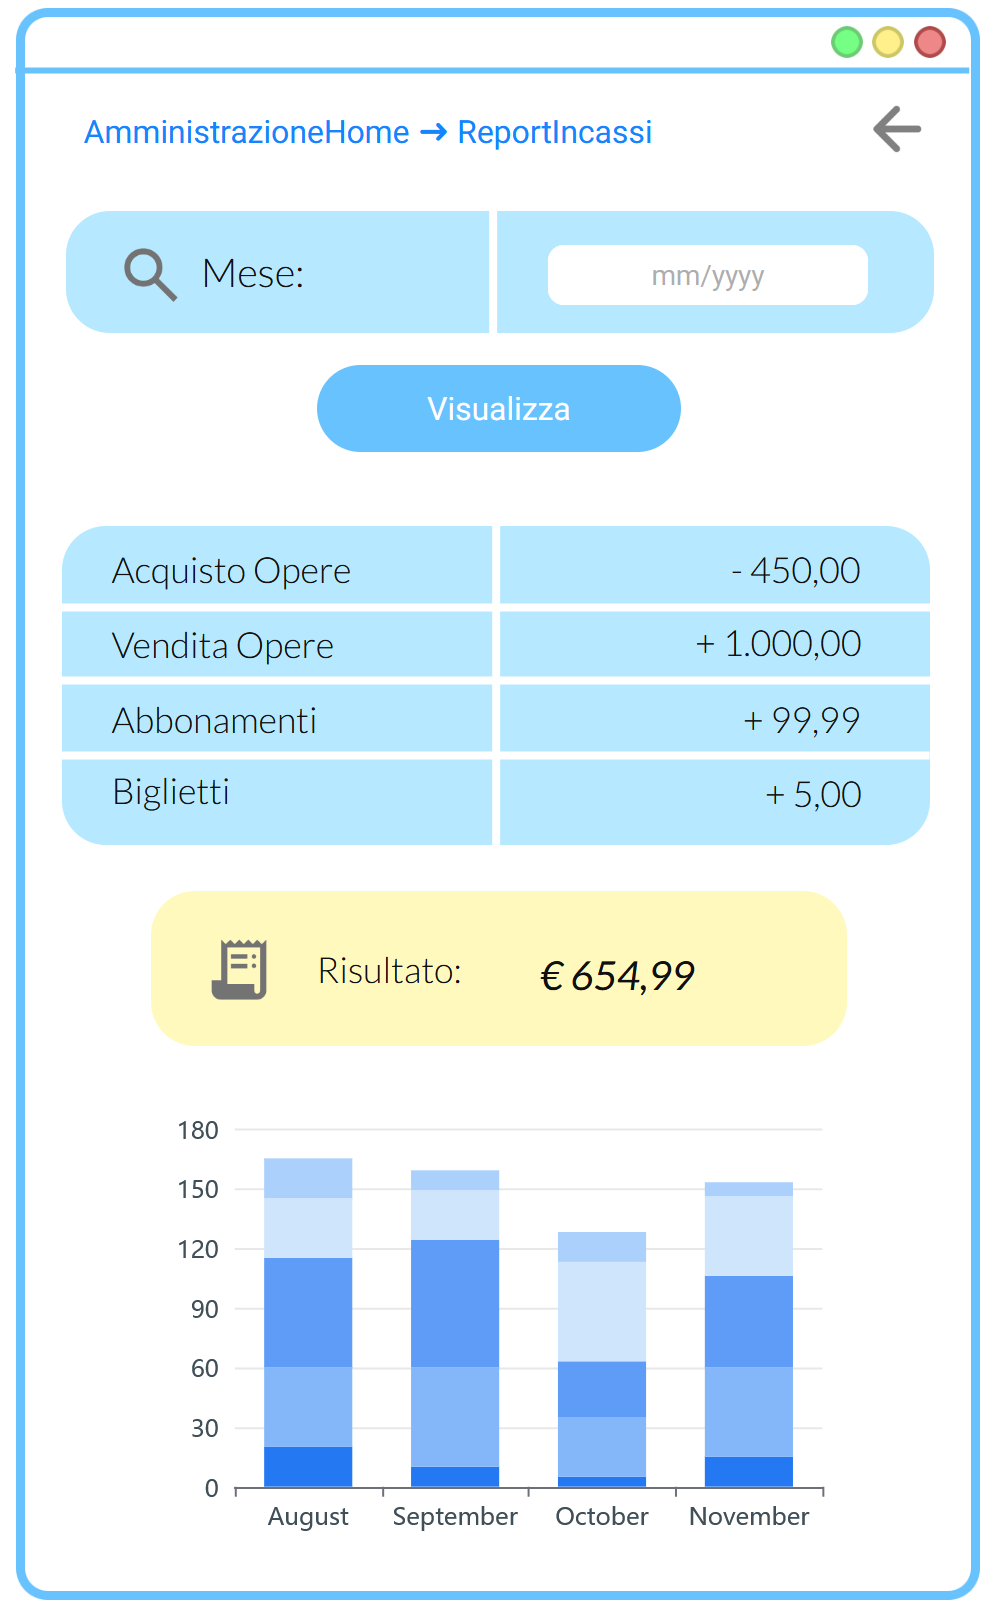 AmministrazioneHome ➔ ReportIncassi
Mese:
mm/yyyy
Visualizza
Acquisto Opere - 450,00
Vendita Opere + 1.000,00
Abbonamenti + 99,99
Biglietti + 5,00
Risultato: € 654,99
180
150
120
90
60
30
0
August September October November